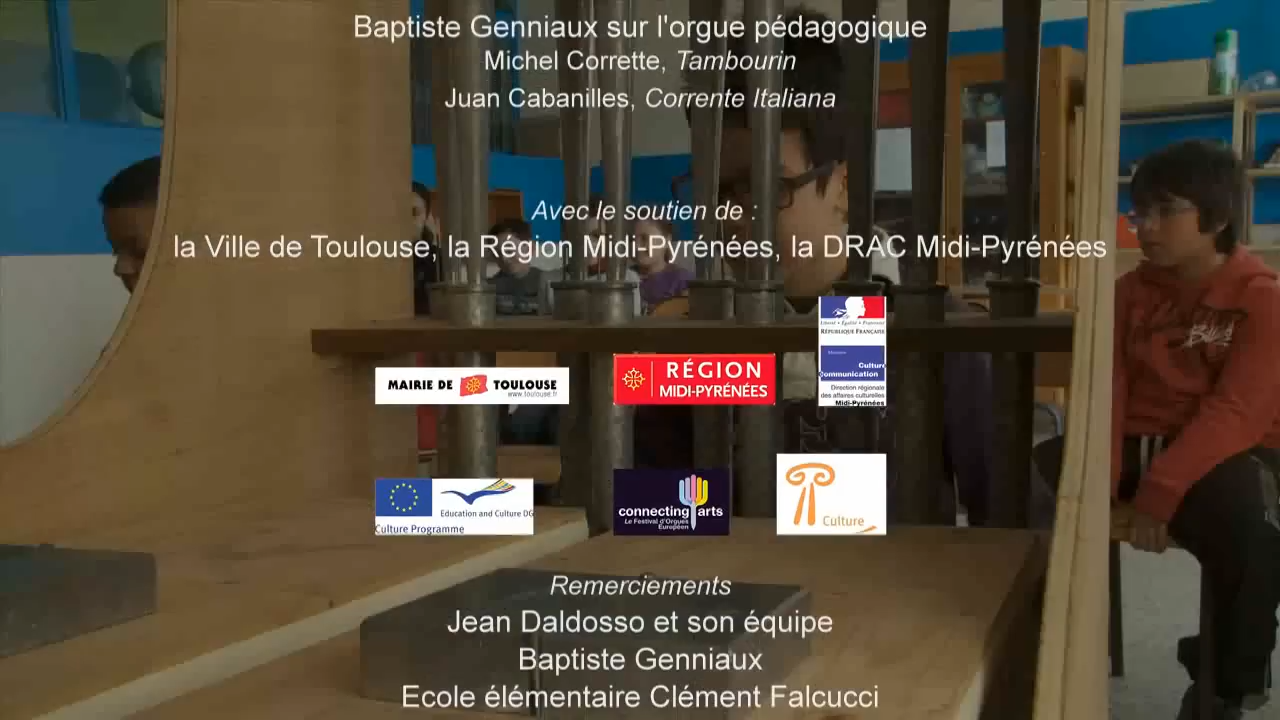 Baptiste Genniaux sur l'orgue pédagogique
Michel Corrette, Tambourin
Juan Cabanilles, Corrente Italiana
Avec le soutien de :
la Ville de Toulouse, la Région Midi-Pyrénées, la DRAC Midi-Pyrénées
MAIRIE DE TOULOUSE
www.toulouse.fr
RÉGION
MIDI-PYRÉNÉES
Liberté • Égalité • Fraternité
RÉPUBLIQUE FRANÇAISE
Culture
Communication
Direction régionale
des affaires culturelles
Midi-Pyrénées
Education and Culture DG
Culture Programme
connecting arts
Le Festival d'Orgues
Européen
Culture
Remerciements
Jean Daldosso et son équipe
Baptiste Genniaux
Ecole élémentaire Clément Falcucci